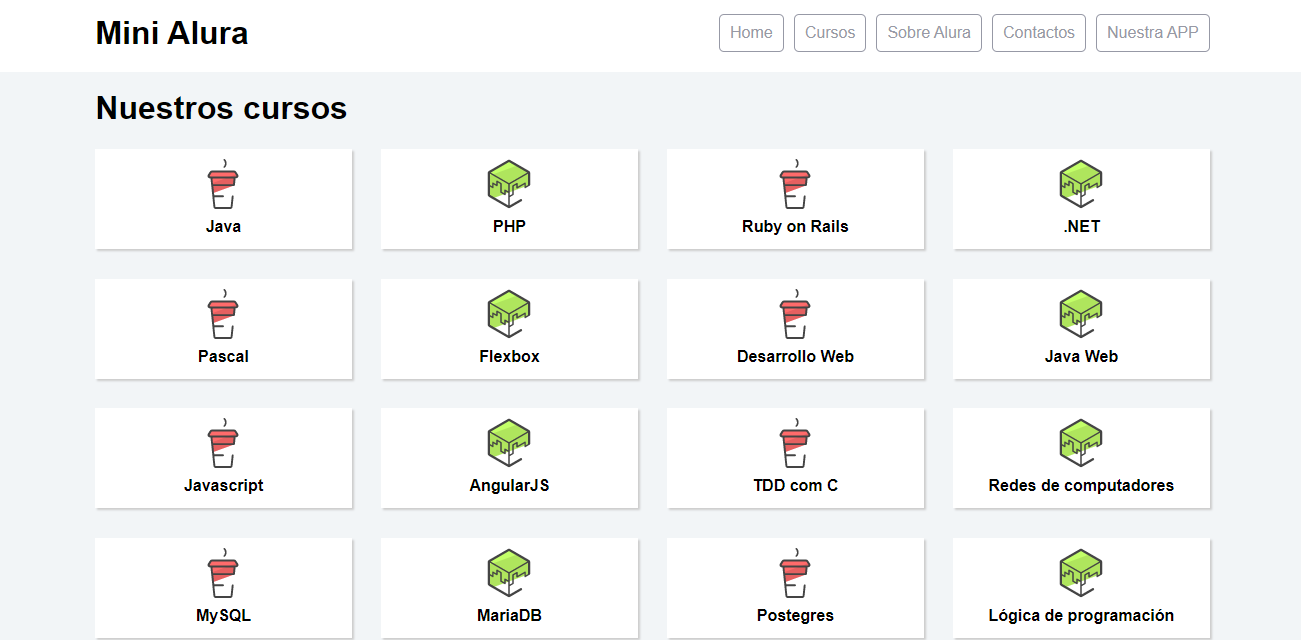 Mini Alura
Home Cursos Sobre Alura Contactos Nuestra APP
Nuestros cursos
Java PHP Ruby on Rails .NET
Pascal Flexbox Desarrollo Web Java Web
Javascript AngularJS TDD com C Redes de computadores
MySQL MariaDB Postegres Lógica de programación